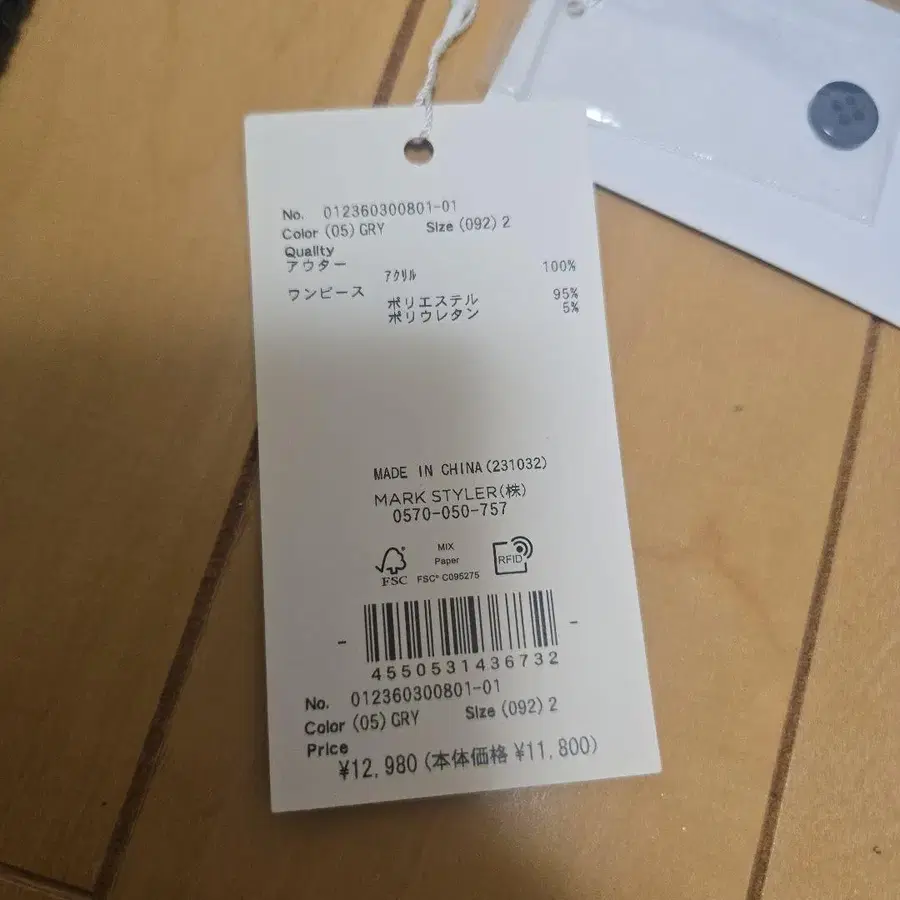 No. 012360300801-01
Color (05) GRY Size (092) 2
Quality
アウター
アクリル 100%
ワンピース
ポリエステル 95%
ポリウレタン 5%
MADE IN CHINA(231032)
MARK STYLER(株)
0570-050-757
FSC
MIX
Paper
FSC® C095275
RFID
4550531436732
No. 012360300801-01
Color (05) GRY Size (092) 2
Price
¥12,980(本体価格 ¥11,800)